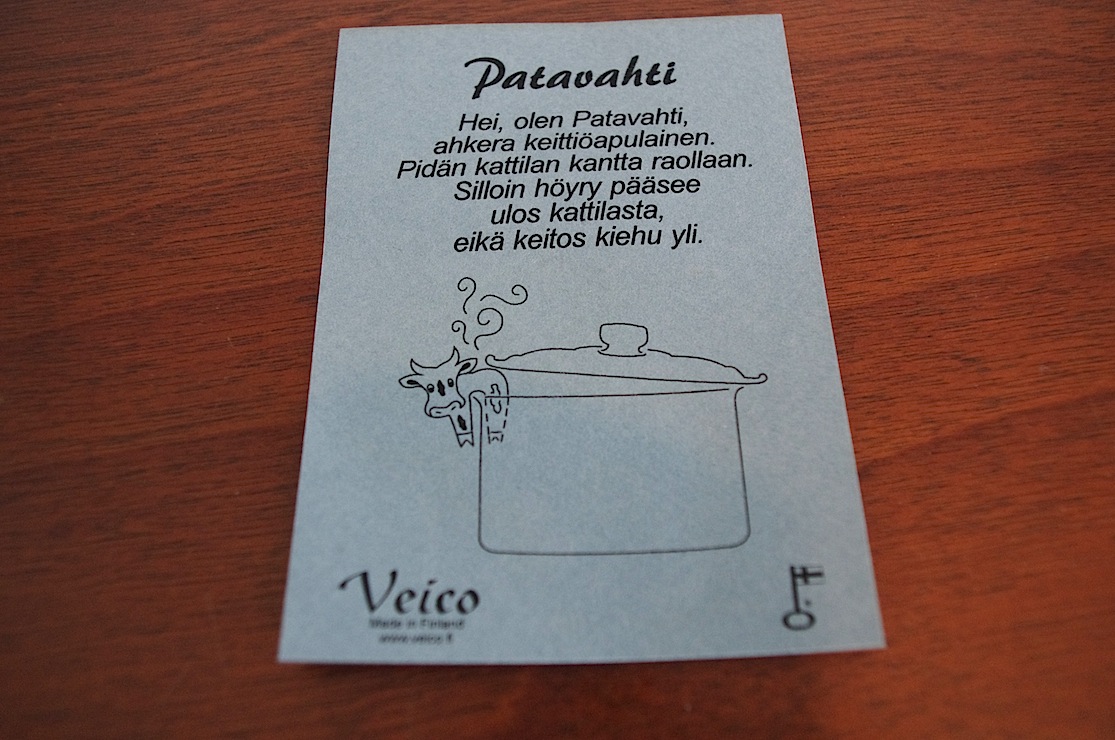 Patavahti
Hei, olen Patavahti,
ahkera keittiöapulainen.
Pidän kattilan kantta raollaan.
Silloin höyry pääsee
ulos kattilasta,
eikä keitos kiehu yli.
Veico
Made in Finland
www.veico.fi